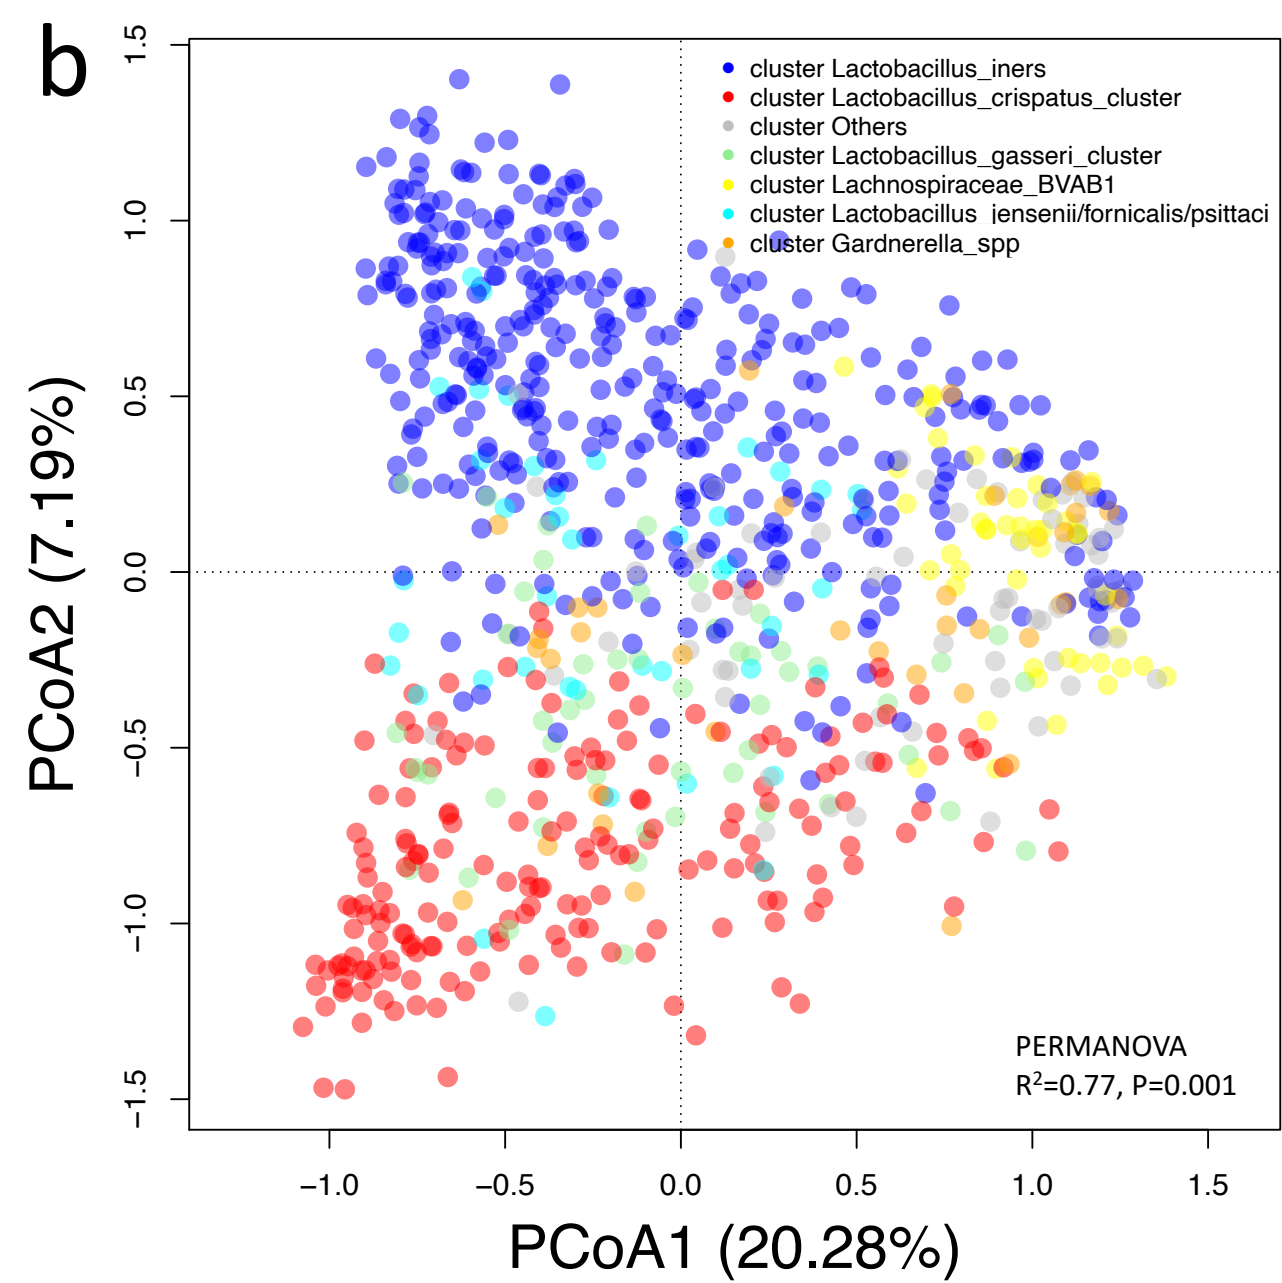 b
cluster Lactobacillus_iners
cluster Lactobacillus_crispatus_cluster
cluster Others
cluster Lactobacillus_gasseri_cluster
cluster Lachnospiraceae_BVAB1
cluster Lactobacillus_jensenii/fornicalis/psittaci
cluster Gardnerella_spp
1.5
1.0
0.5
0.0
−0.5
−1.0
−1.5
PCoA2 (7.19%)
PERMANOVA
R²=0.77, P=0.001
−1.0 −0.5 0.0 0.5 1.0 1.5
PCoA1 (20.28%)